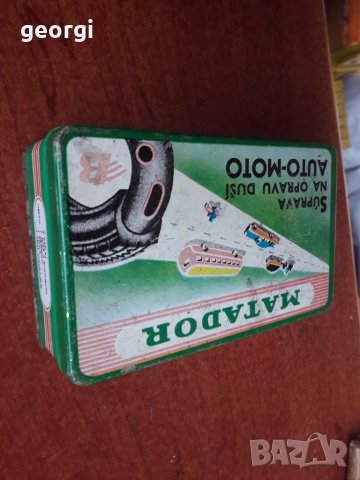 georgi
SÚPRAVA
NA OPRAVU DUŠÍ
AUTO-MOTO
MATADOR
BAZAR